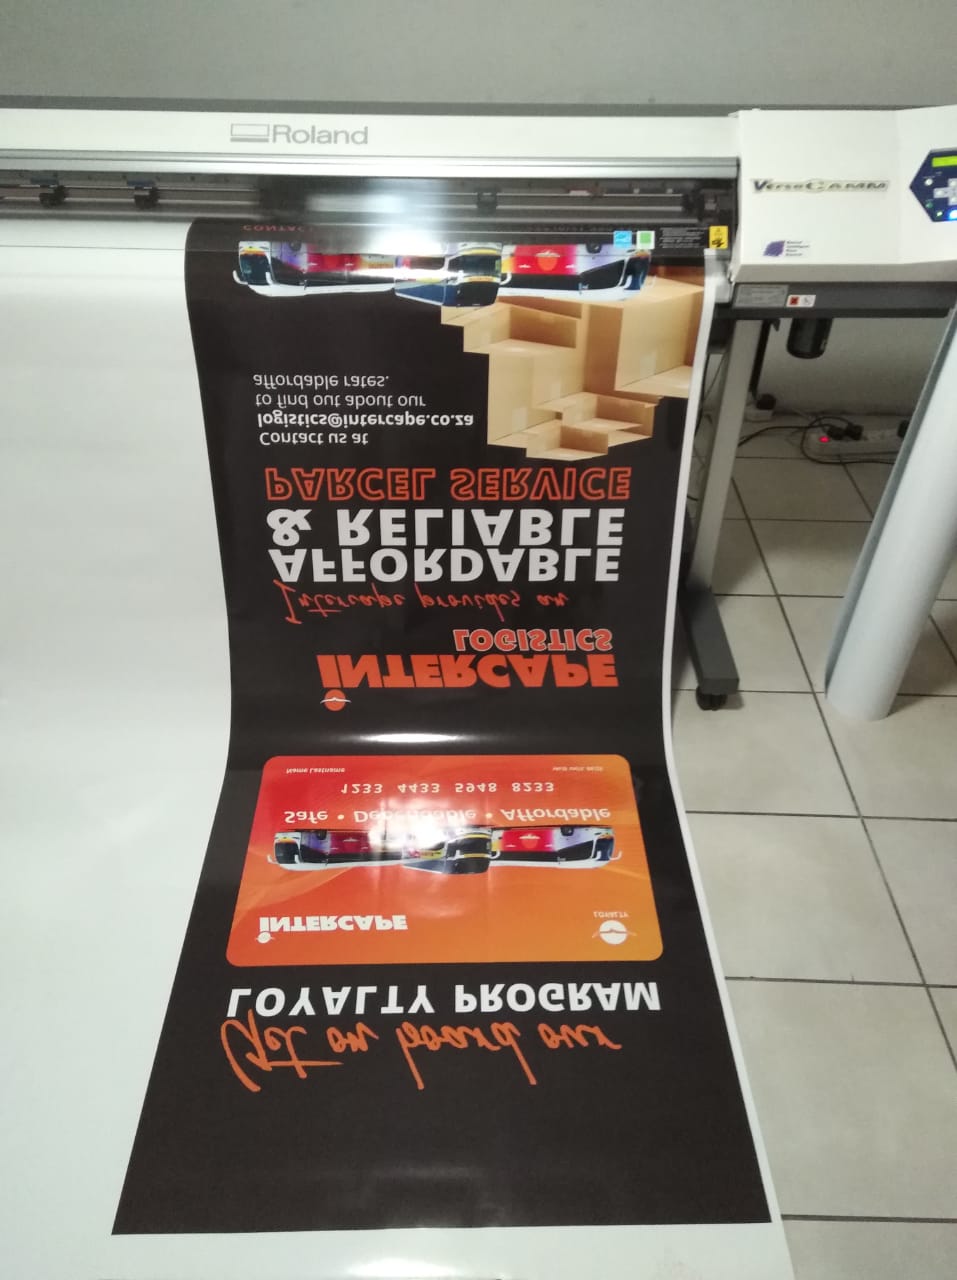 Roland
VersaCAMM
Get on board our
LOYALTY PROGRAM
INTERCAPE
LOYALTY
Safe • Dependable • Affordable
1233 4433 5948 8233
Name Lastname
INTERCAPE
LOGISTICS
Intercape provides an
AFFORDABLE
& RELIABLE
PARCEL SERVICE
Contact us at
logistics@intercape.co.za
to find out about our
affordable rates.